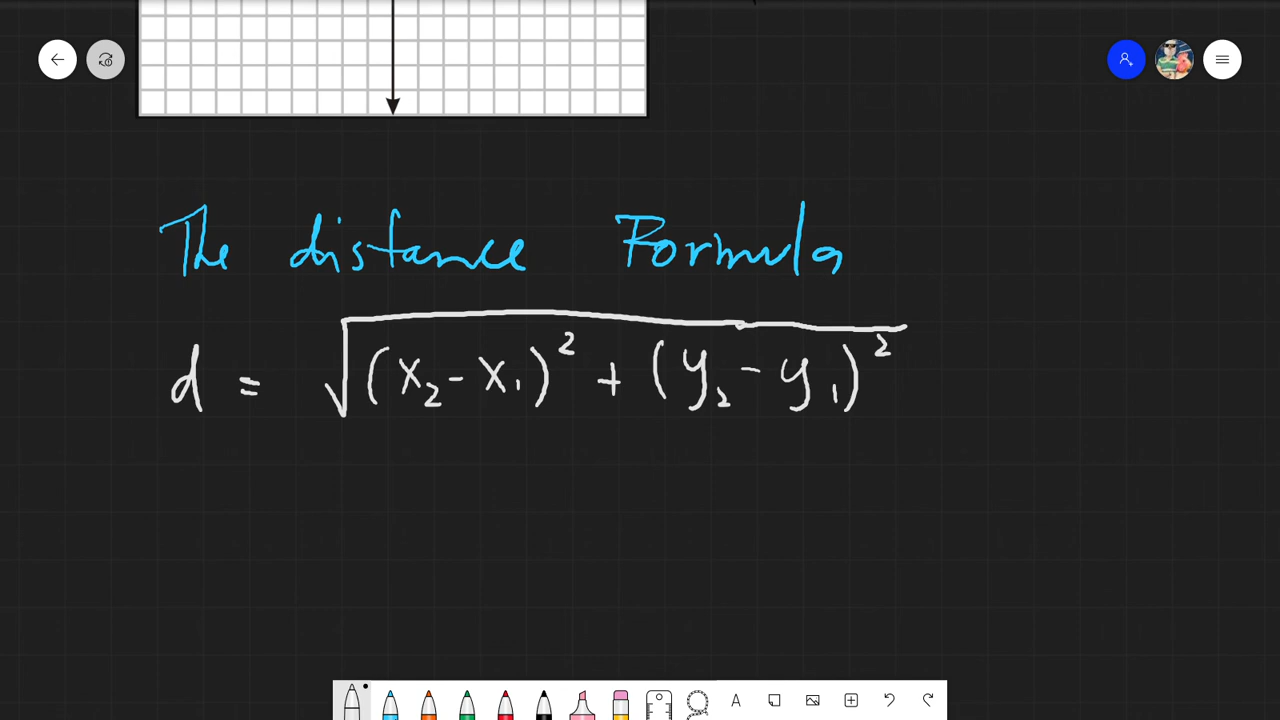 The distance Formula
d = √(x₂ - x₁)² + (y₂ - y₁)²
A